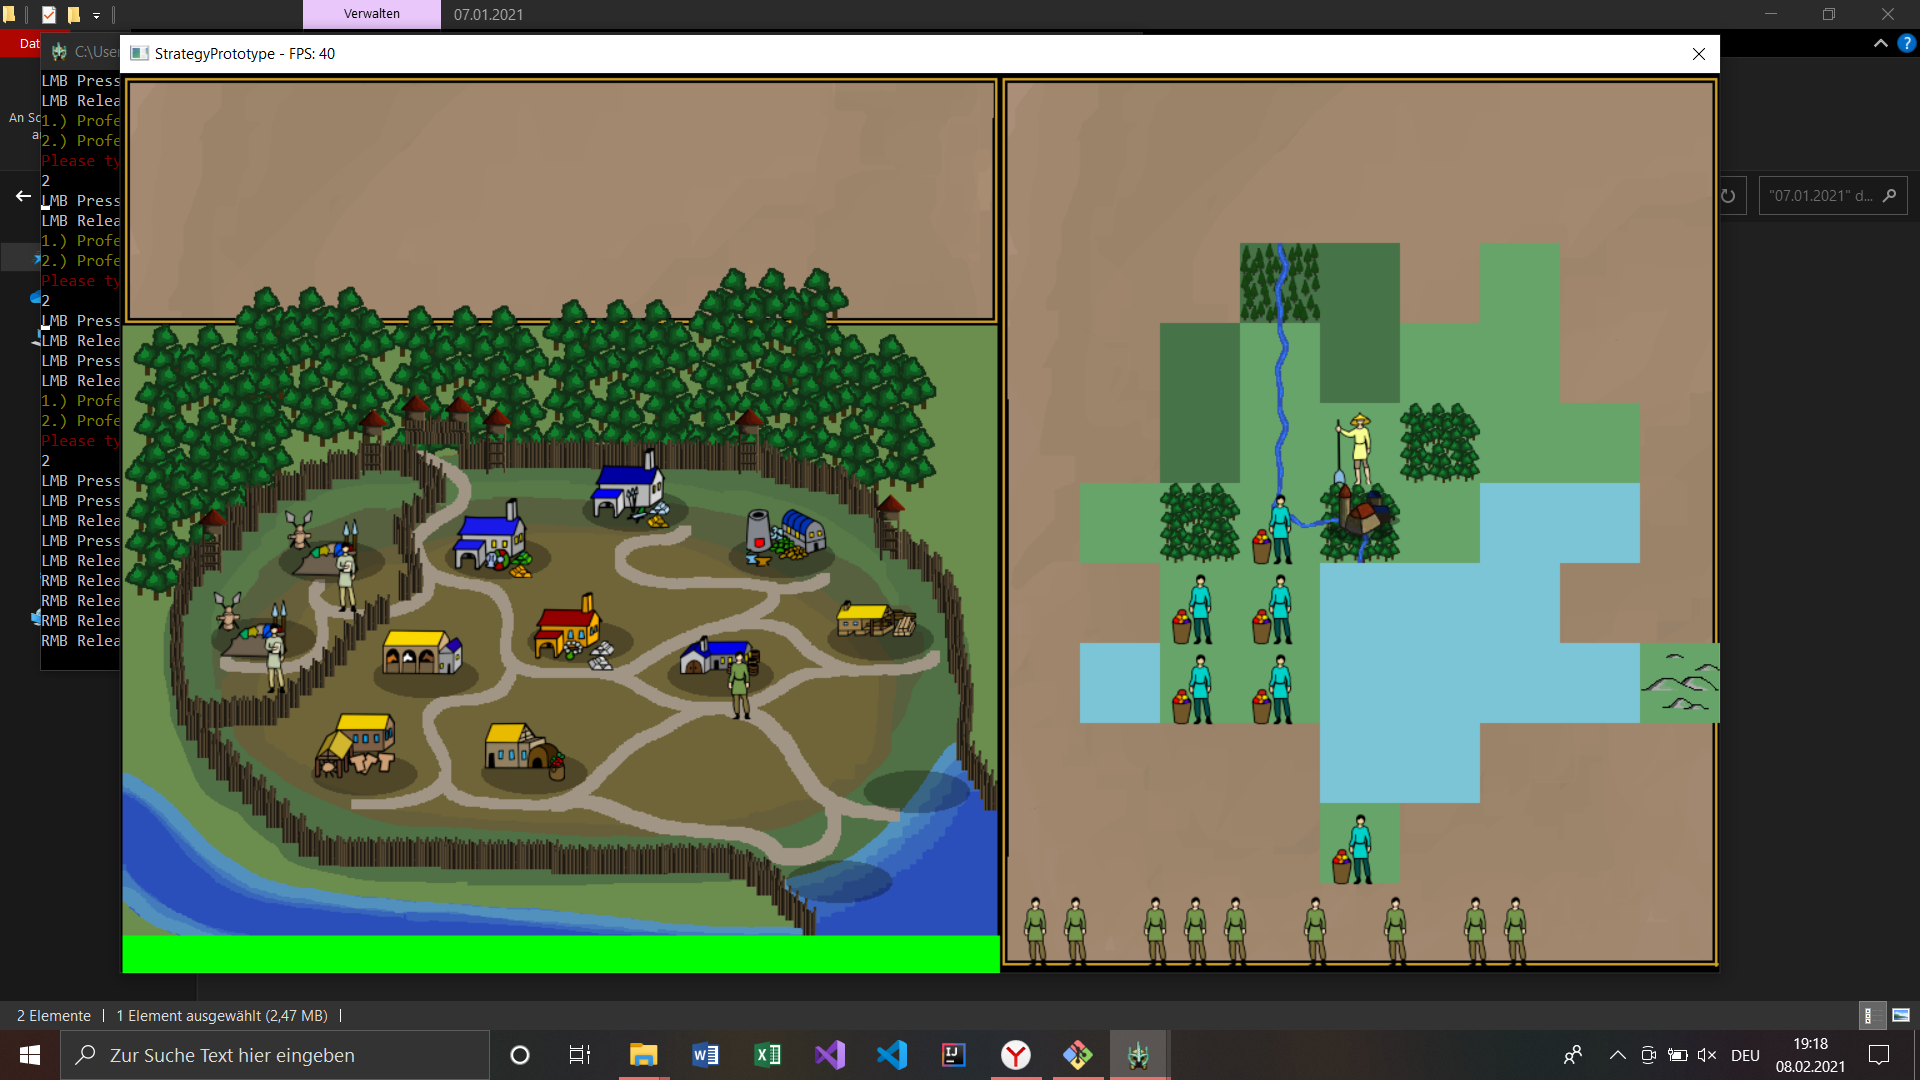 Verwalten
07.01.2021
Dat
C:\User
StrategyPrototype - FPS: 40
An Sc
a
"07.01.2021" d...
LMB Press
LMB Relea
1.) Profe
2.) Profe
Please ty
2
LMB Press
LMB Relea
1.) Profe
2.) Profe
Please ty
2
LMB Press
LMB Relea
LMB Press
LMB Relea
1.) Profe
2.) Profe
Please ty
2
LMB Press
LMB Press
LMB Relea
LMB Press
LMB Relea
RMB Relea
RMB Relea
RMB Relea
RMB Relea
2 Elemente
1 Element ausgewählt (2,47 MB)
Zur Suche Text hier eingeben
DEU
19:18
08.02.2021